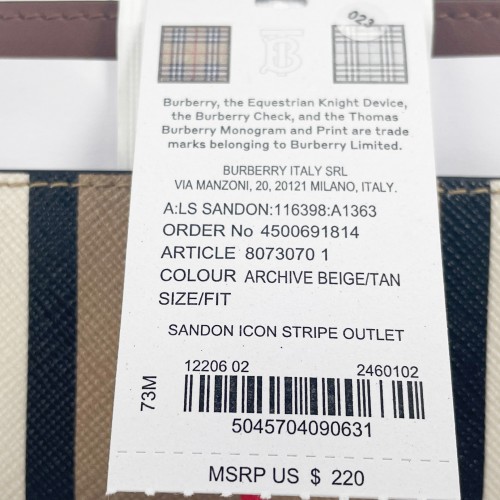 023
Burberry, the Equestrian Knight Device,
the Burberry Check, and the Thomas
Burberry Monogram and Print are trade
marks belonging to Burberry Limited.
BURBERRY ITALY SRL
VIA MANZONI, 20, 20121 MILANO, ITALY.
A:LS SANDON:116398:A1363
ORDER No 4500691814
ARTICLE 8073070 1
COLOUR ARCHIVE BEIGE/TAN
SIZE/FIT
SANDON ICON STRIPE OUTLET
12206 02 2460102
73M
5045704090631
MSRP US $ 220